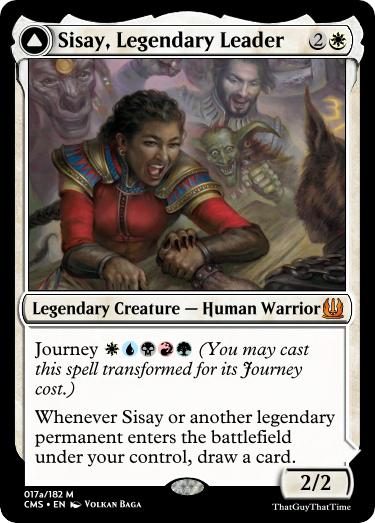 Sisay, Legendary Leader 2
Legendary Creature — Human Warrior
Journey (You may cast
this spell transformed for its Journey
cost.)
Whenever Sisay or another legendary
permanent enters the battlefield
under your control, draw a card.
2/2
017a/182 M
CMS • EN Volkan Baga
ThatGuyThatTime